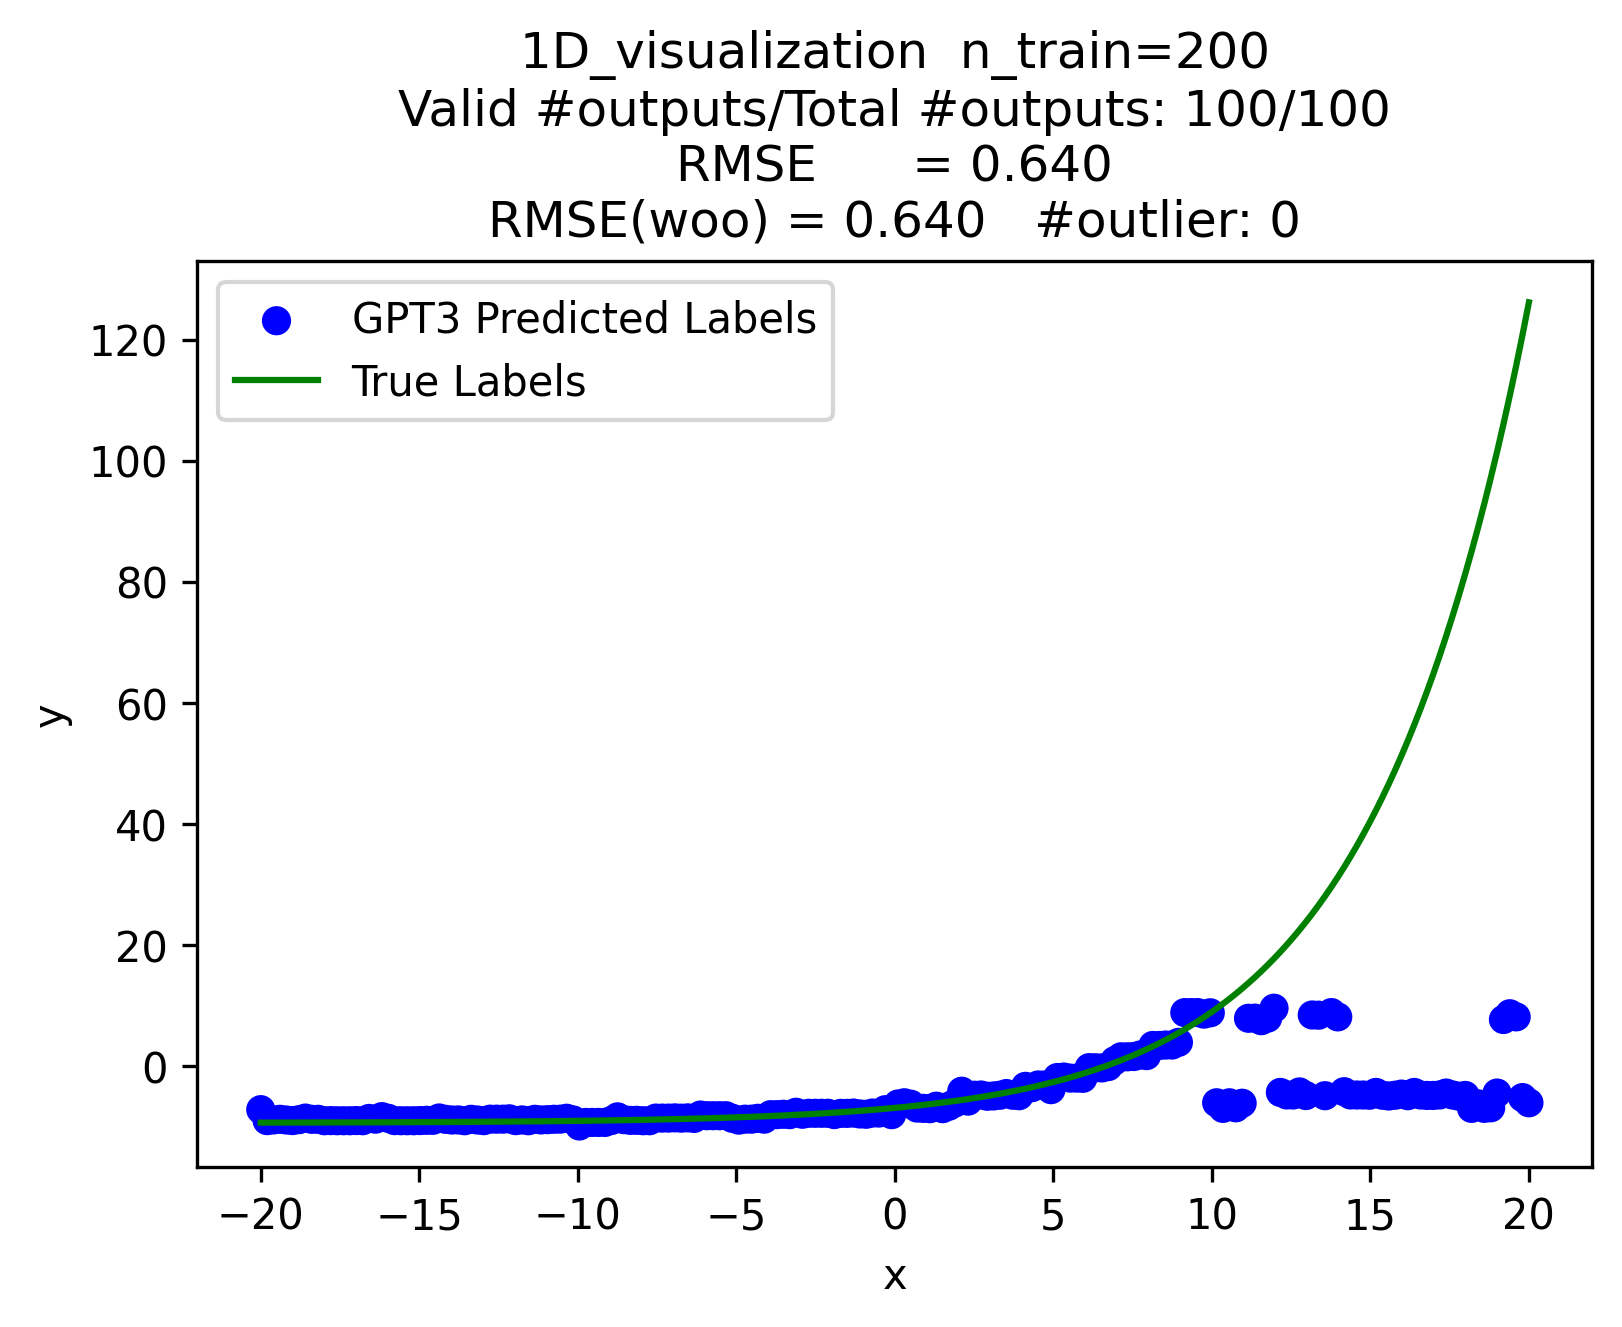 1D_visualization  n_train=200
Valid #outputs/Total #outputs: 100/100
RMSE      = 0.640
RMSE(woo) = 0.640   #outlier: 0
GPT3 Predicted Labels
True Labels
120
100
80
60
40
20
0
y
−20 −15 −10 −5 0 5 10 15 20
x